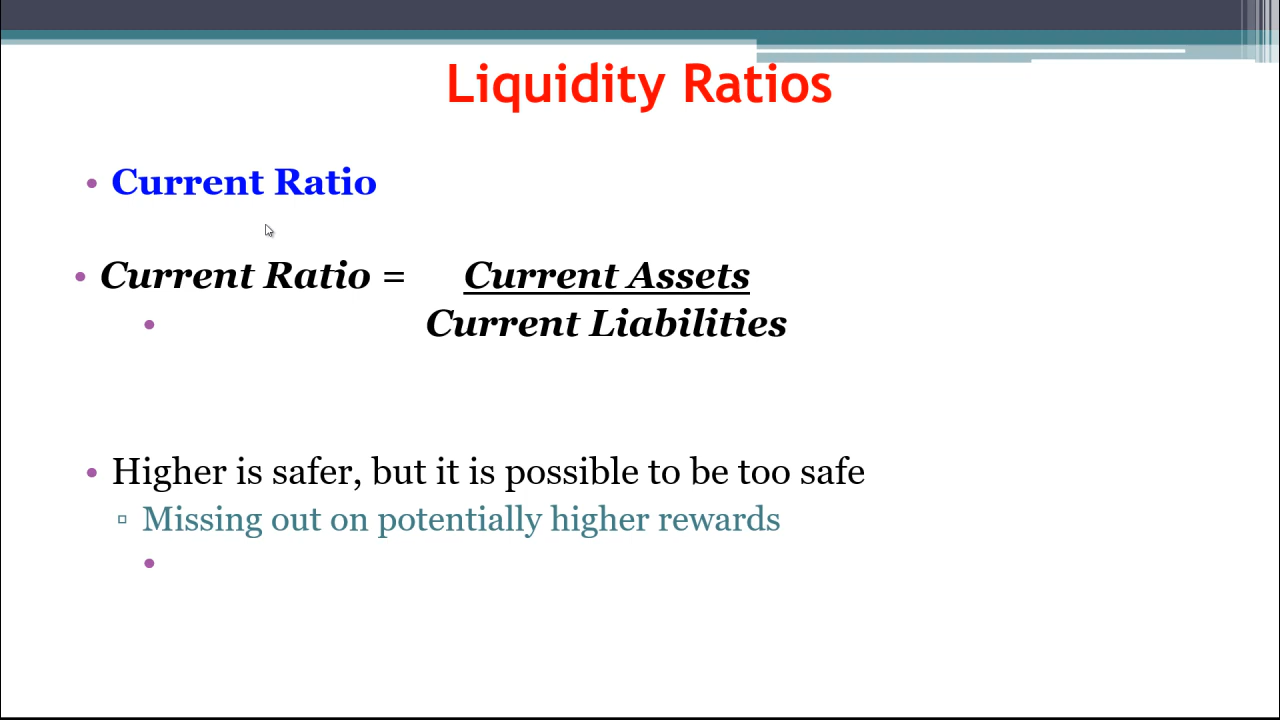 Liquidity Ratios
• Current Ratio
• Current Ratio = Current Assets
• Current Liabilities
• Higher is safer, but it is possible to be too safe
▫ Missing out on potentially higher rewards
•